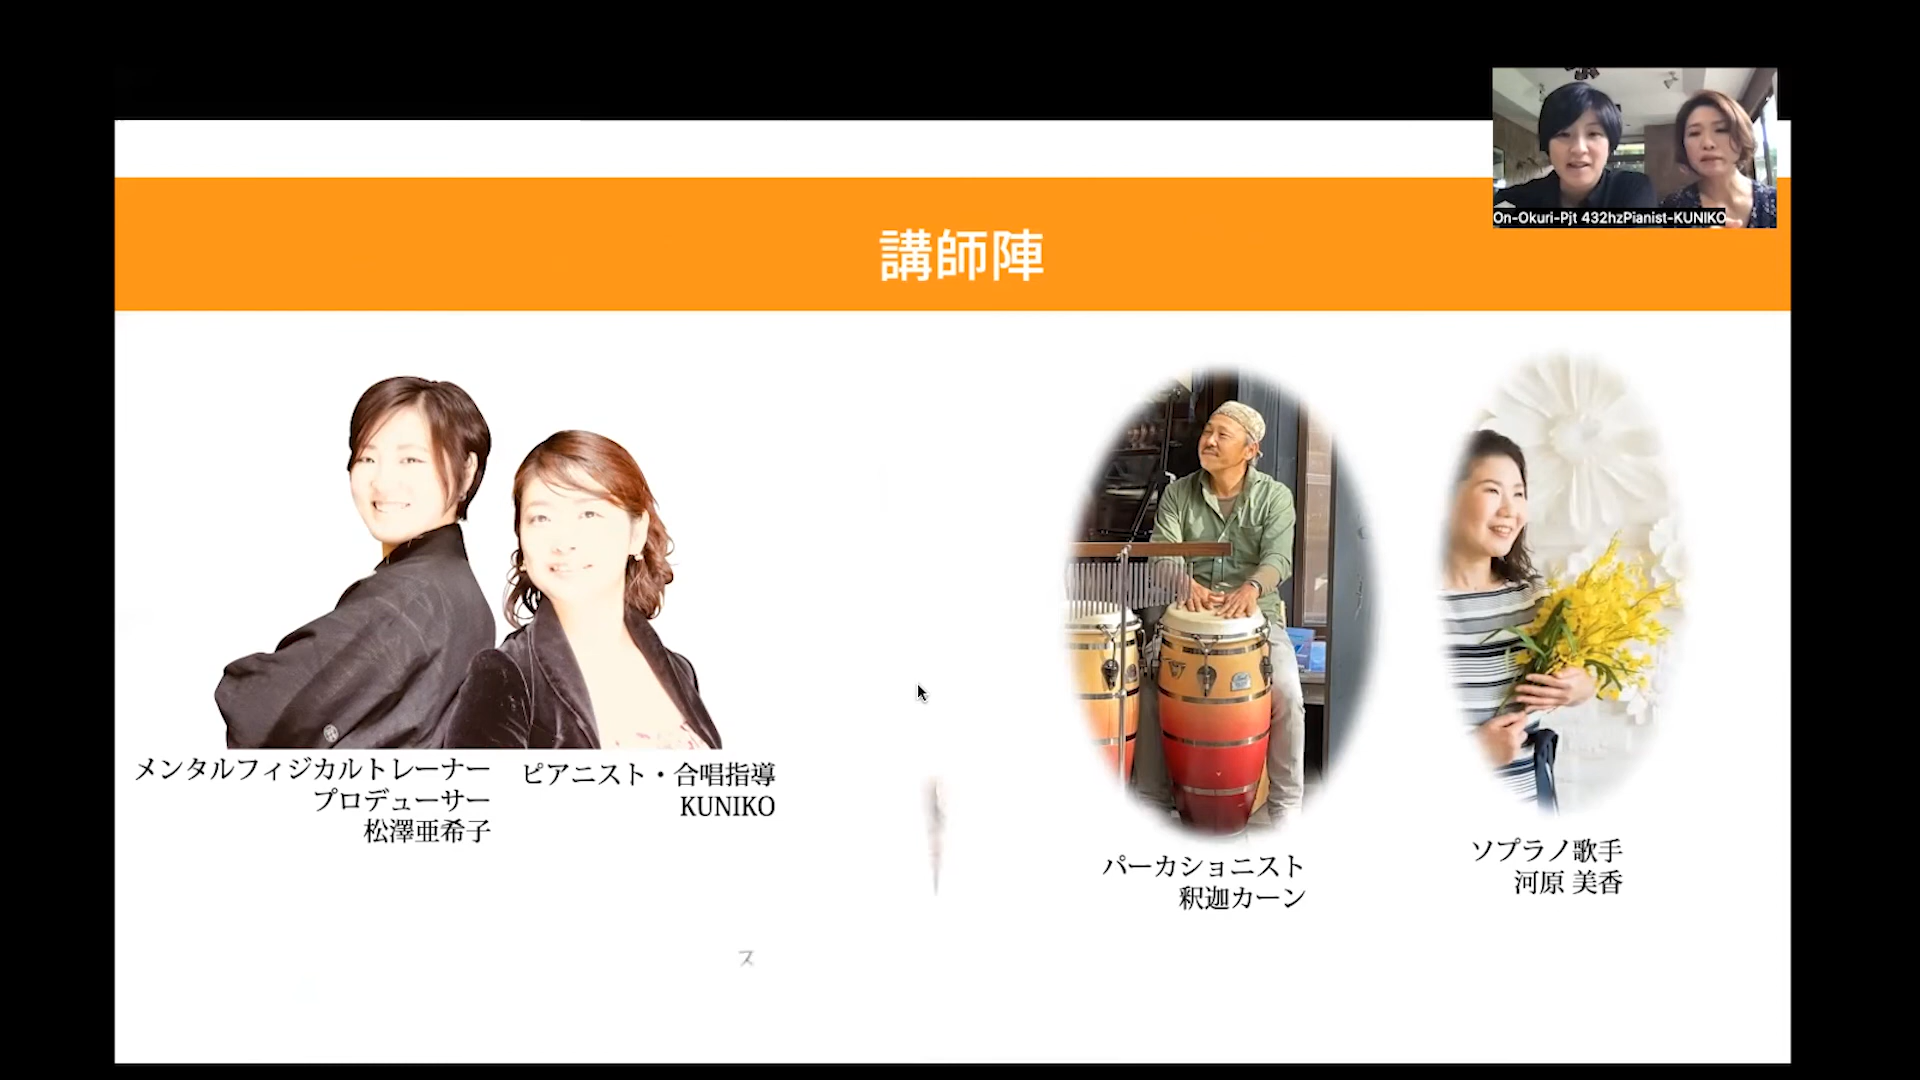 On-Okuri-Pjt 432hzPianist-KUNIKO
講師陣
メンタルフィジカルトレーナー
プロデューサー
松澤亜希子
ピアニスト・合唱指導
KUNIKO
パーカショニスト
釈迦カーン
ソプラノ歌手
河原 美香
ス